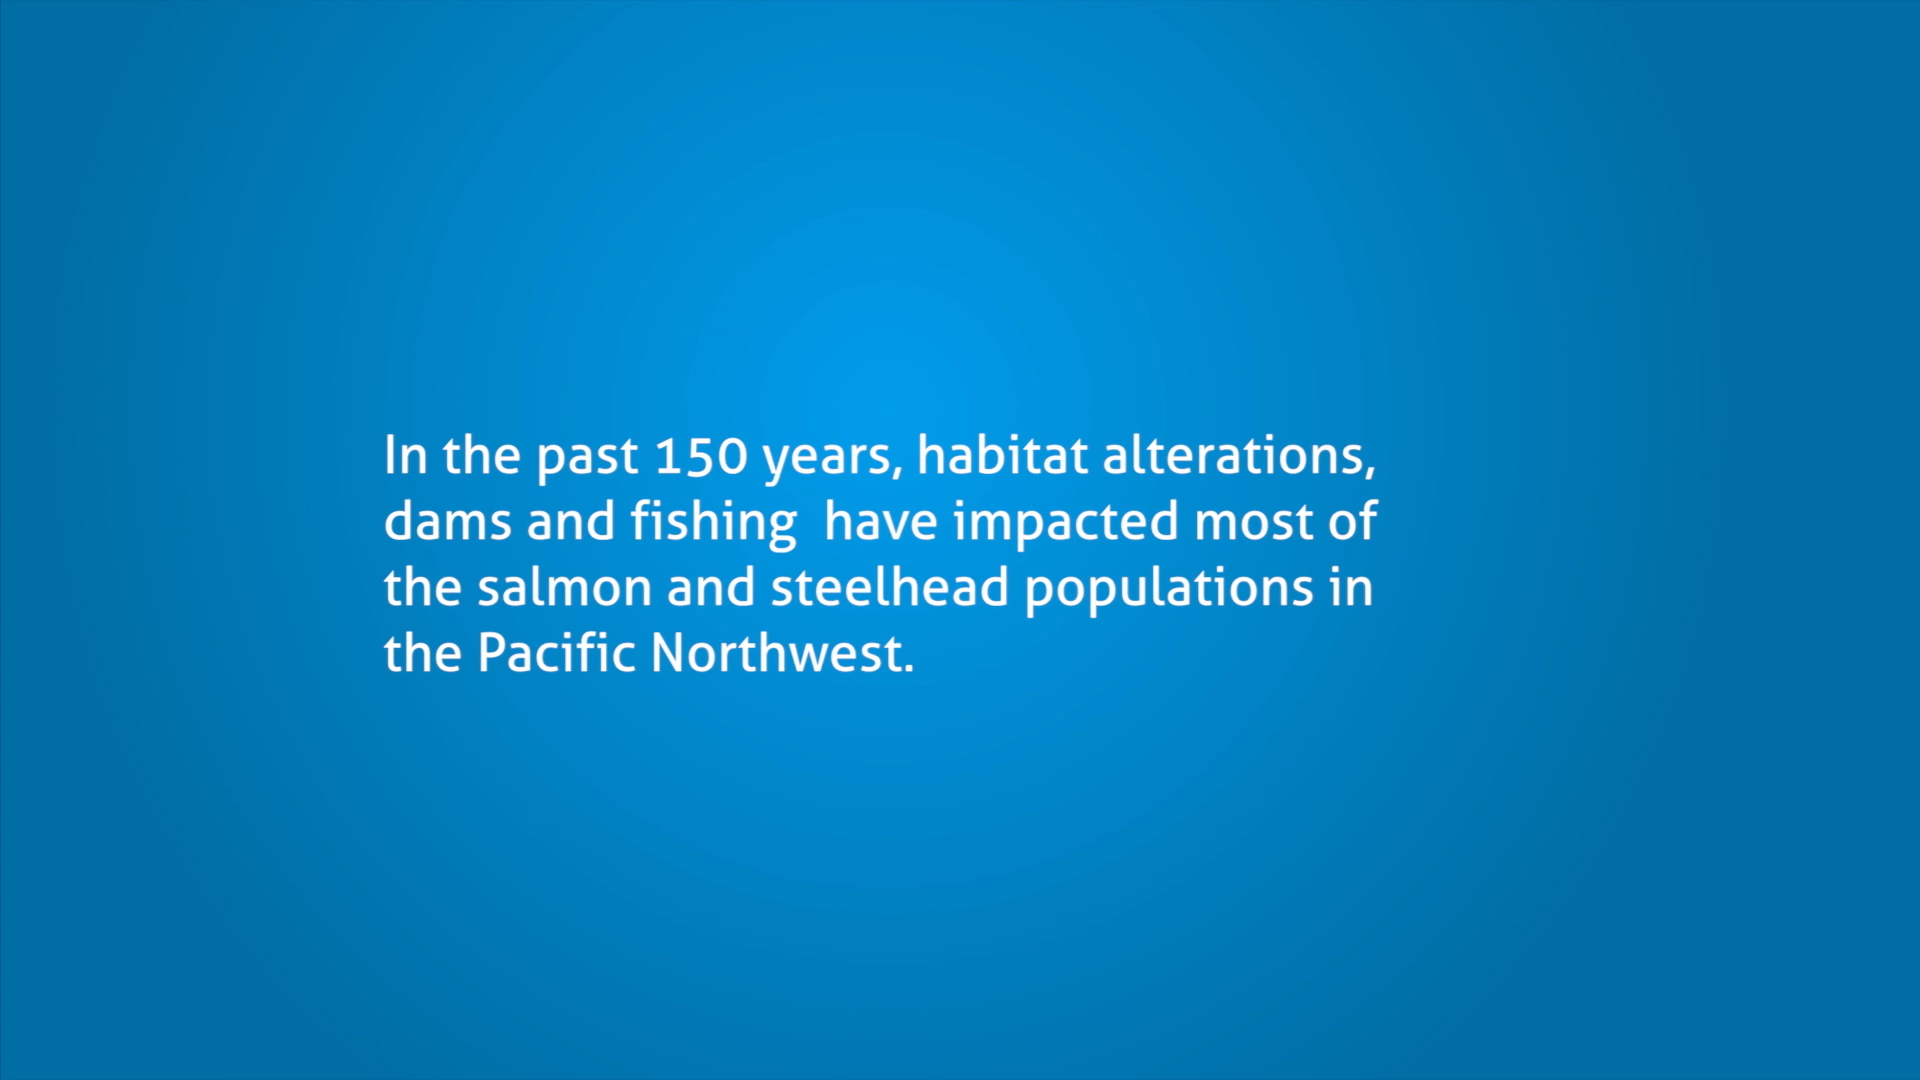 In the past 150 years, habitat alterations,
dams and fishing  have impacted most of
the salmon and steelhead populations in
the Pacific Northwest.